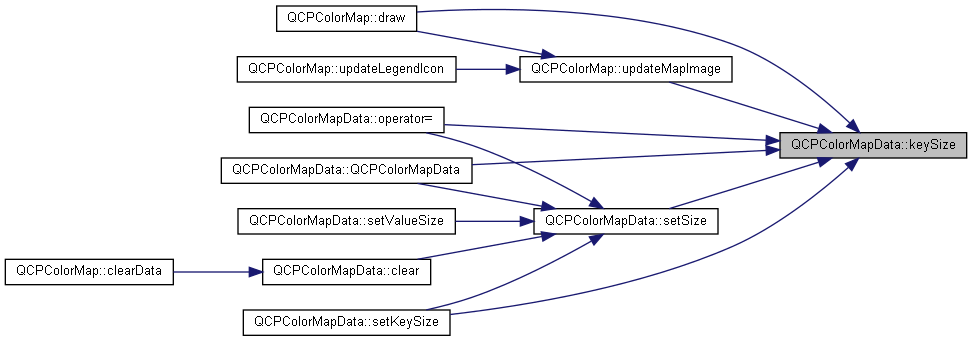 QCPColorMap::draw
QCPColorMap::updateLegendIcon
QCPColorMap::updateMapImage
QCPColorMapData::operator=
QCPColorMapData::keySize
QCPColorMapData::QCPColorMapData
QCPColorMapData::setValueSize
QCPColorMapData::setSize
QCPColorMap::clearData
QCPColorMapData::clear
QCPColorMapData::setKeySize